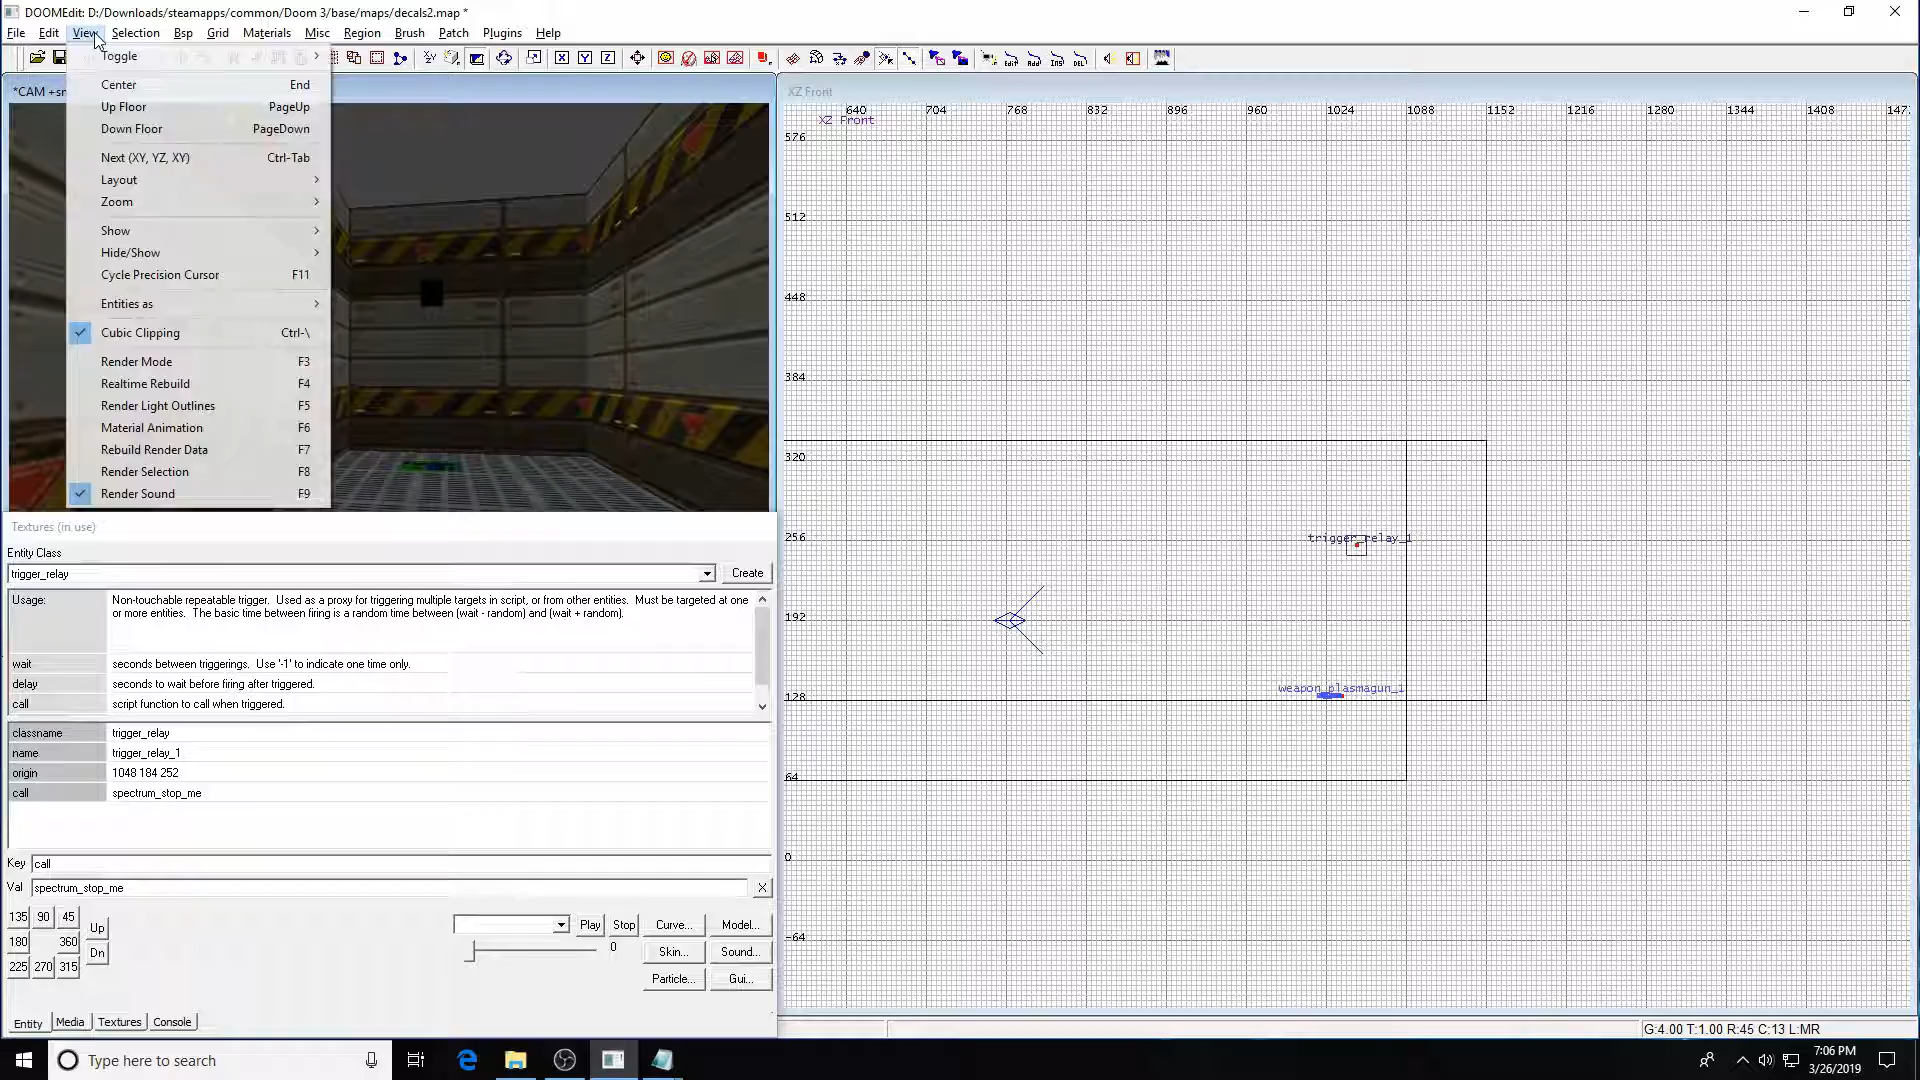 DOOMEdit: D:/Downloads/steamapps/common/Doom 3/base/maps/decals2.map *
File Edit View Selection Bsp Grid Materials Misc Region Brush Patch Plugins Help
*CAM +sn
Toggle
Center End
Up Floor PageUp
Down Floor PageDown
Next (XY, YZ, XY) Ctrl-Tab
Layout
Zoom
Show
Hide/Show
Cycle Precision Cursor F11
Entities as
Cubic Clipping Ctrl-\
Render Mode F3
Realtime Rebuild F4
Render Light Outlines F5
Material Animation F6
Rebuild Render Data F7
Render Selection F8
Render Sound F9
XZ Front
640 704 768 832 896 960 1024 1088 1152 1216 1280 1344 1408 147
XZ Front
576
512
448
384
320
256
192
128
64
0
-64
trigger_relay_1
weapon_plasmagun_1
Textures (in use)
Entity Class
trigger_relay Create
Usage: Non-touchable repeatable trigger. Used as a proxy for triggering multiple targets in script, or from other entities. Must be targeted at one
or more entities. The basic time between firing is a random time between (wait - random) and (wait + random).
wait seconds between triggerings. Use '-1' to indicate one time only.
delay seconds to wait before firing after triggered.
call script function to call when triggered.
classname trigger_relay
name trigger_relay_1
origin 1048 184 252
call spectrum_stop_me
Key call
Val spectrum_stop_me X
135 90 45
180 360
225 270 315
Up
Dn
Play Stop Curve... Model...
0 Skin... Sound...
Particle... Gui...
Entity Media Textures Console
G:4.00 T:1.00 R:45 C:13 L:MR
Type here to search
7:06 PM
3/26/2019